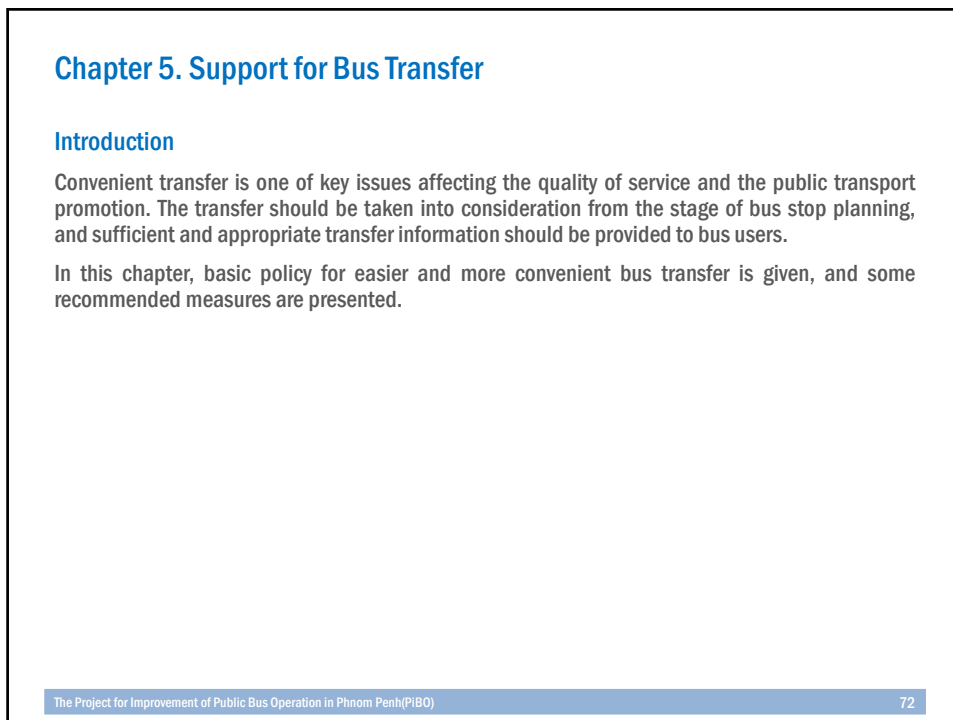 Chapter 5. Support for Bus Transfer
Introduction
Convenient transfer is one of key issues affecting the quality of service and the public transport
promotion. The transfer should be taken into consideration from the stage of bus stop planning,
and sufficient and appropriate transfer information should be provided to bus users.
In this chapter, basic policy for easier and more convenient bus transfer is given, and some
recommended measures are presented.
The Project for Improvement of Public Bus Operation in Phnom Penh(PiBO) 72